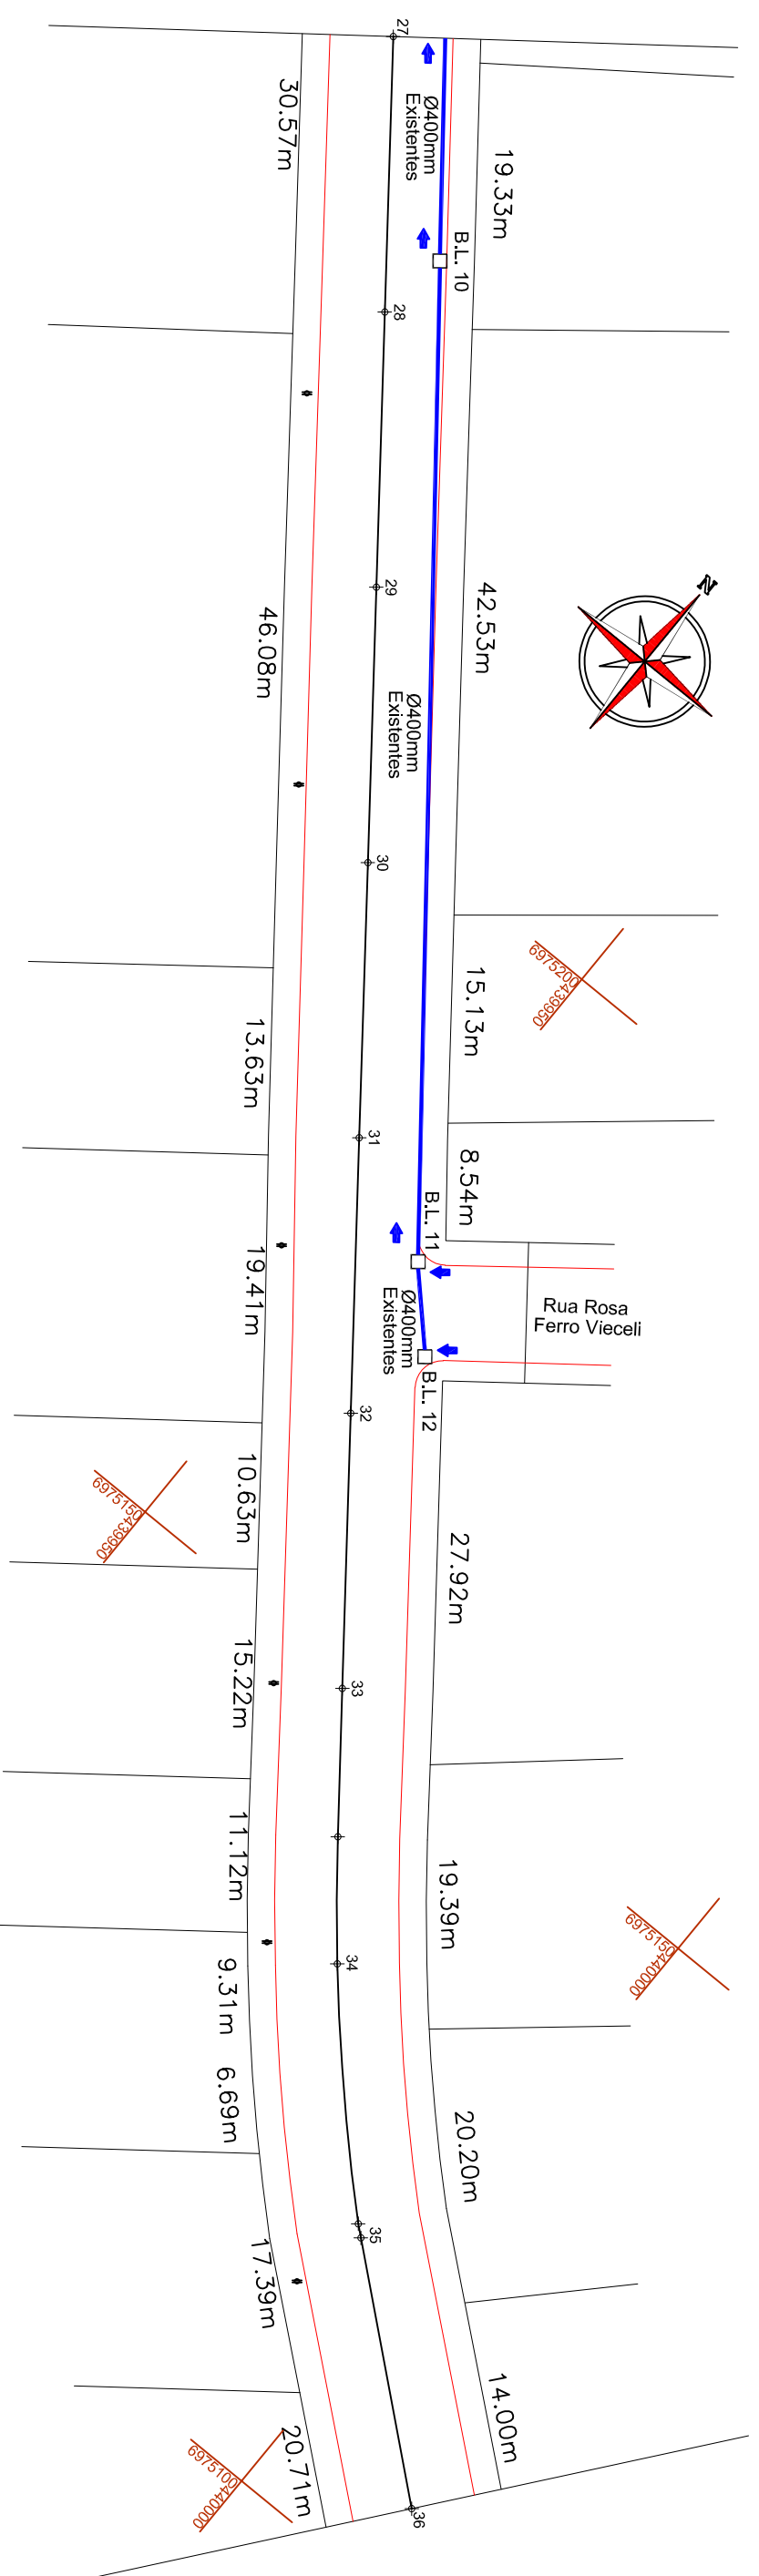 27
30.57m
Ø400mm
Existentes
19.33m
B.L. 10
28
N
29
42.53m
46.08m
Ø400mm
Existentes
30
6975200
439950
15.13m
13.63m
31
8.54m
B.L. 11
19.41m
Ø400mm
Existentes
Rua Rosa
Ferro Vieceli
B.L. 12
32
10.63m
6975150
439950
27.92m
15.22m
33
11.12m
19.39m
6975150
440000
34
9.31m
6.69m
20.20m
35
17.39m
14.00m
20.71m
6975100
440000
36